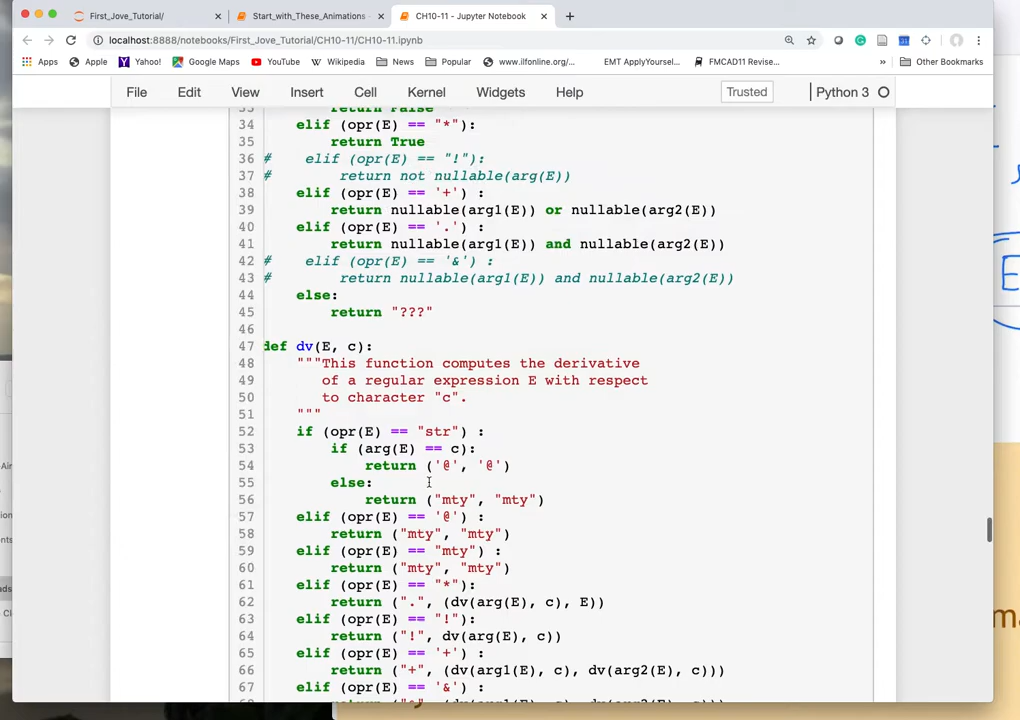 First_Jove_Tutorial/ × Start_with_These_Animations - × CH10-11 - Jupyter Notebook × +
localhost:8888/notebooks/First_Jove_Tutorial/CH10-11/CH10-11.ipynb
Apps Apple Yahoo! Google Maps YouTube Wikipedia News Popular www.ilfonline.org/... EMT ApplyYoursel... FMCAD11 Revise... » Other Bookmarks
File Edit View Insert Cell Kernel Widgets Help Trusted Python 3
return False
34 elif (opr(E) == "*"):
35 return True
36 # elif (opr(E) == "!"):
37 # return not nullable(arg(E))
38 elif (opr(E) == '+') :
39 return nullable(arg1(E)) or nullable(arg2(E))
40 elif (opr(E) == '.') :
41 return nullable(arg1(E)) and nullable(arg2(E))
42 # elif (opr(E) == '&') :
43 # return nullable(arg1(E)) and nullable(arg2(E))
44 else:
45 return "???"
46
47 def dv(E, c):
48 """This function computes the derivative
49 of a regular expression E with respect
50 to character "c".
51 """
52 if (opr(E) == "str") :
53 if (arg(E) == c):
54 return ('@', '@')
55 else:
56 return ("mty", "mty")
57 elif (opr(E) == '@') :
58 return ("mty", "mty")
59 elif (opr(E) == "mty") :
60 return ("mty", "mty")
61 elif (opr(E) == "*"):
62 return (".", (dv(arg(E), c), E))
63 elif (opr(E) == "!"):
64 return ("!", dv(arg(E), c))
65 elif (opr(E) == '+') :
66 return ("+", (dv(arg1(E), c), dv(arg2(E), c)))
67 elif (opr(E) == '&') :